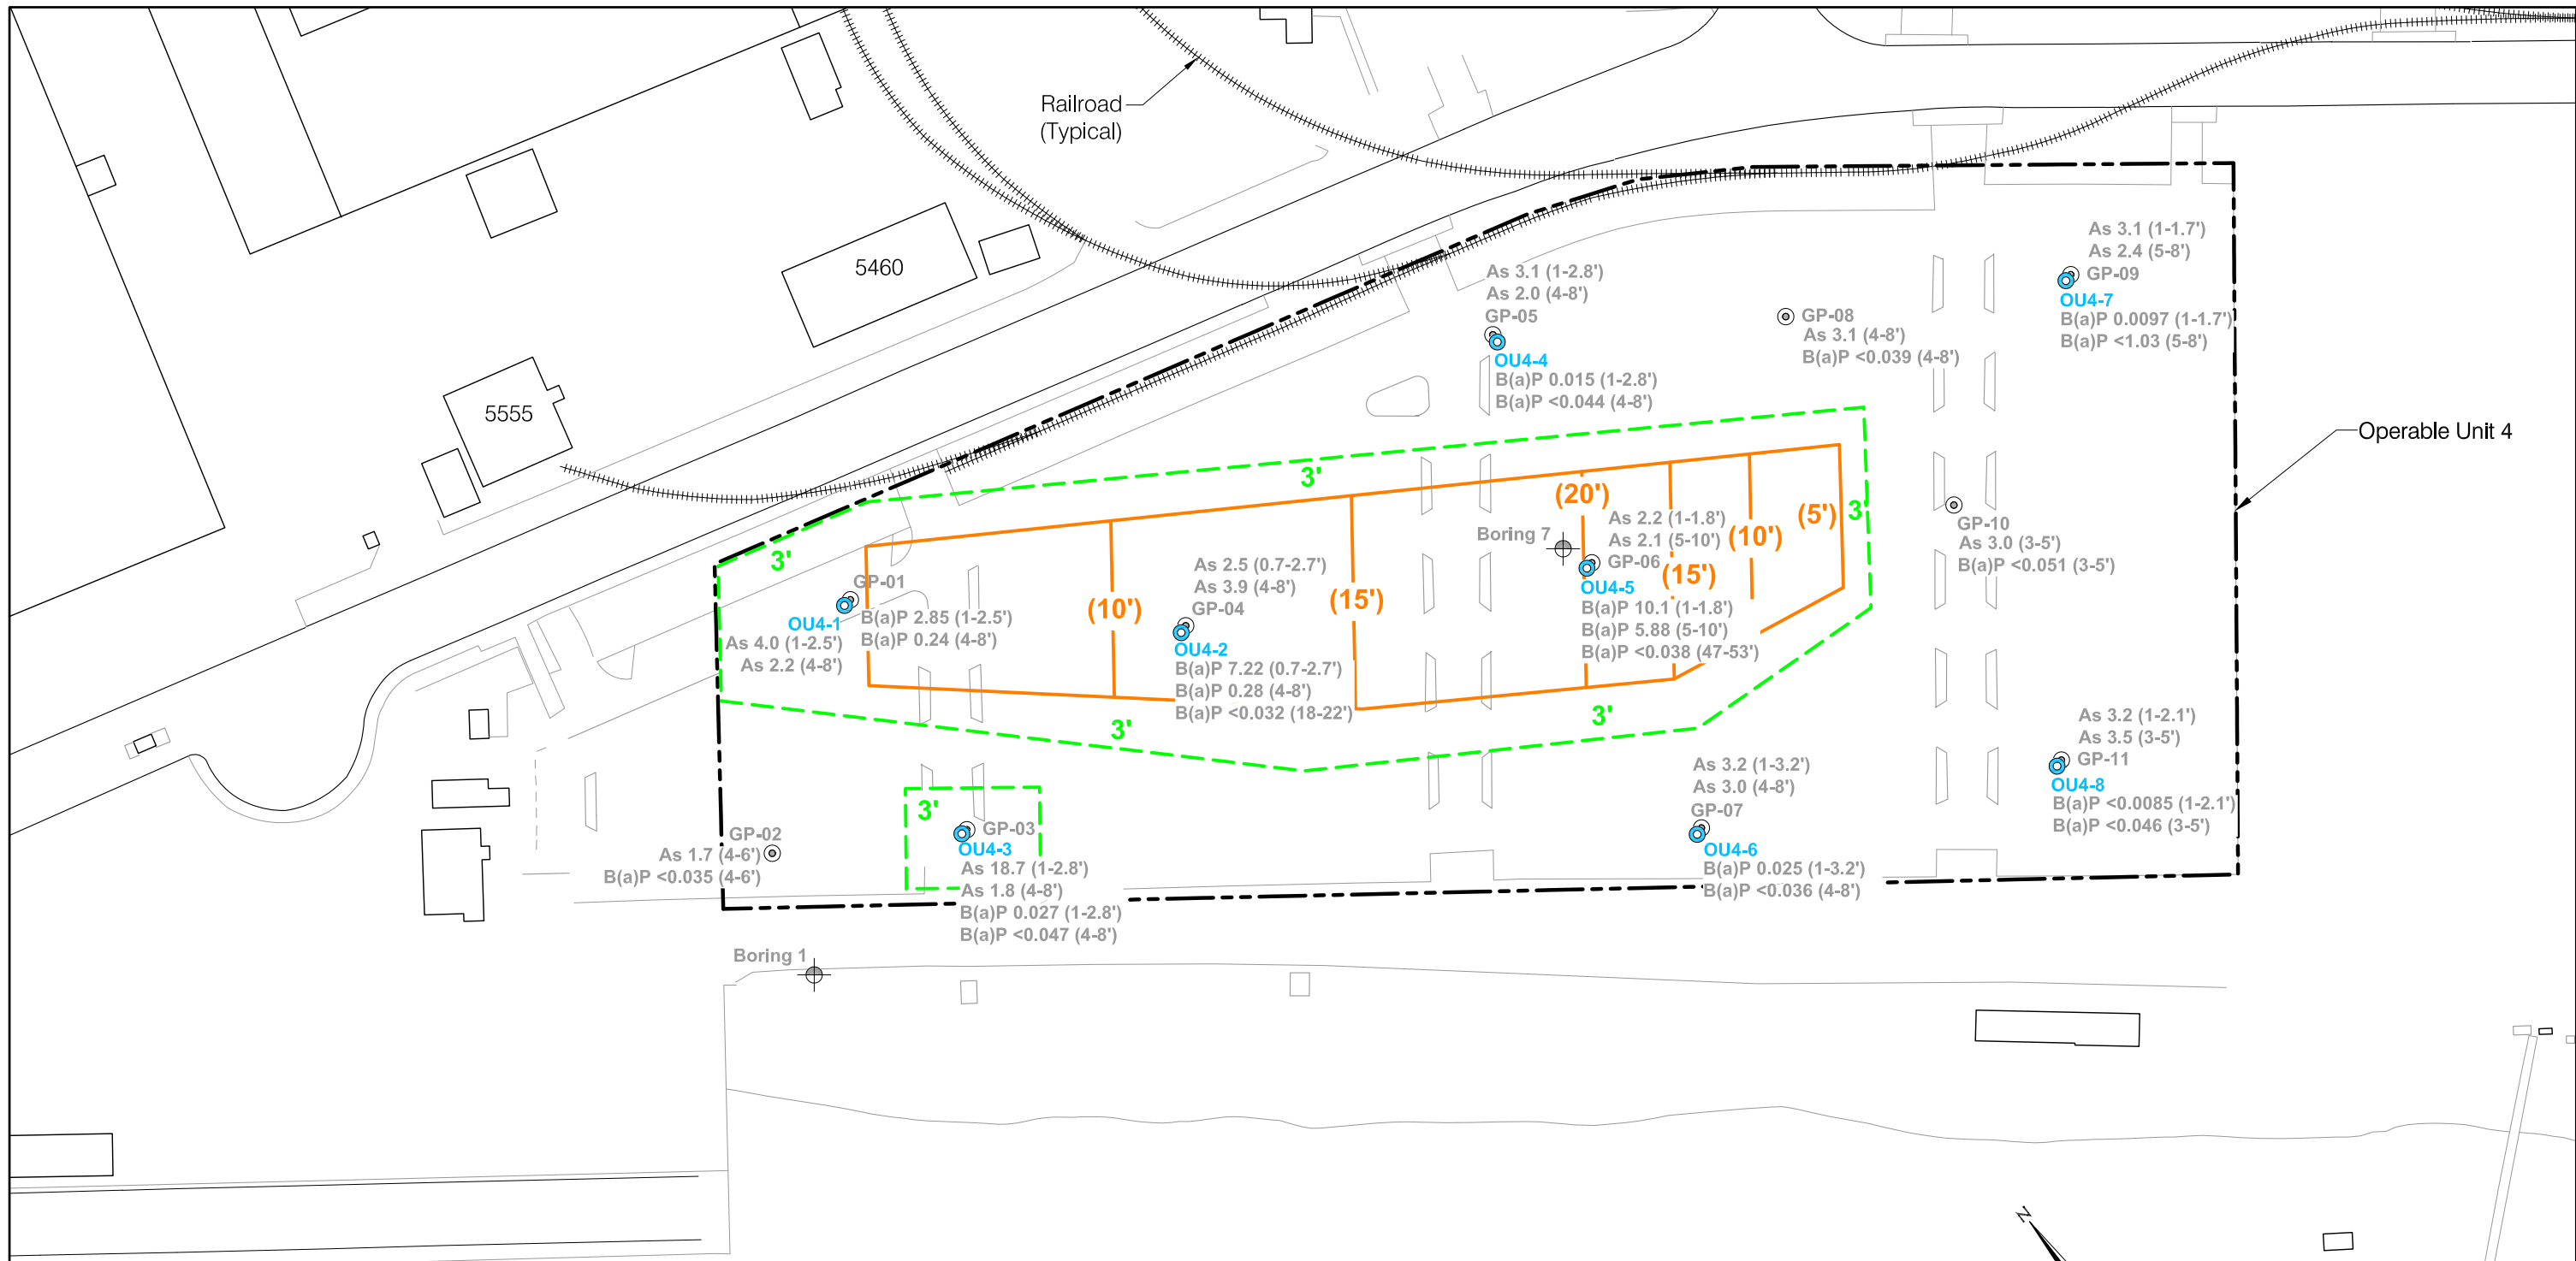 Railroad
(Typical)
5460
5555
Operable Unit 4
As 3.1 (1-1.7')
As 2.4 (5-8')
GP-09
OU4-7
B(a)P 0.0097 (1-1.7')
B(a)P <1.03 (5-8')
As 3.1 (1-2.8')
As 2.0 (4-8')
GP-05
OU4-4
B(a)P 0.015 (1-2.8')
B(a)P <0.044 (4-8')
GP-08
As 3.1 (4-8')
B(a)P <0.039 (4-8')
3'
3'
3'
(20')
(15')
(10')
(5')
(10')
(15')
Boring 7
As 2.2 (1-1.8')
As 2.1 (5-10')
GP-06
OU4-5
B(a)P 10.1 (1-1.8')
B(a)P 5.88 (5-10')
B(a)P <0.038 (47-53')
GP-10
As 3.0 (3-5')
B(a)P <0.051 (3-5')
GP-01
OU4-1
B(a)P 2.85 (1-2.5')
B(a)P 0.24 (4-8')
As 4.0 (1-2.5')
As 2.2 (4-8')
As 2.5 (0.7-2.7')
As 3.9 (4-8')
GP-04
OU4-2
B(a)P 7.22 (0.7-2.7')
B(a)P 0.28 (4-8')
B(a)P <0.032 (18-22')
3'
3'
3'
GP-02
As 1.7 (4-6')
B(a)P <0.035 (4-6')
GP-03
OU4-3
As 18.7 (1-2.8')
As 1.8 (4-8')
B(a)P 0.027 (1-2.8')
B(a)P <0.047 (4-8')
As 3.2 (1-3.2')
As 3.0 (4-8')
GP-07
OU4-6
B(a)P 0.025 (1-3.2')
B(a)P <0.036 (4-8')
As 3.2 (1-2.1')
As 3.5 (3-5')
GP-11
OU4-8
B(a)P <0.0085 (1-2.1')
B(a)P <0.046 (3-5')
Boring 1
N